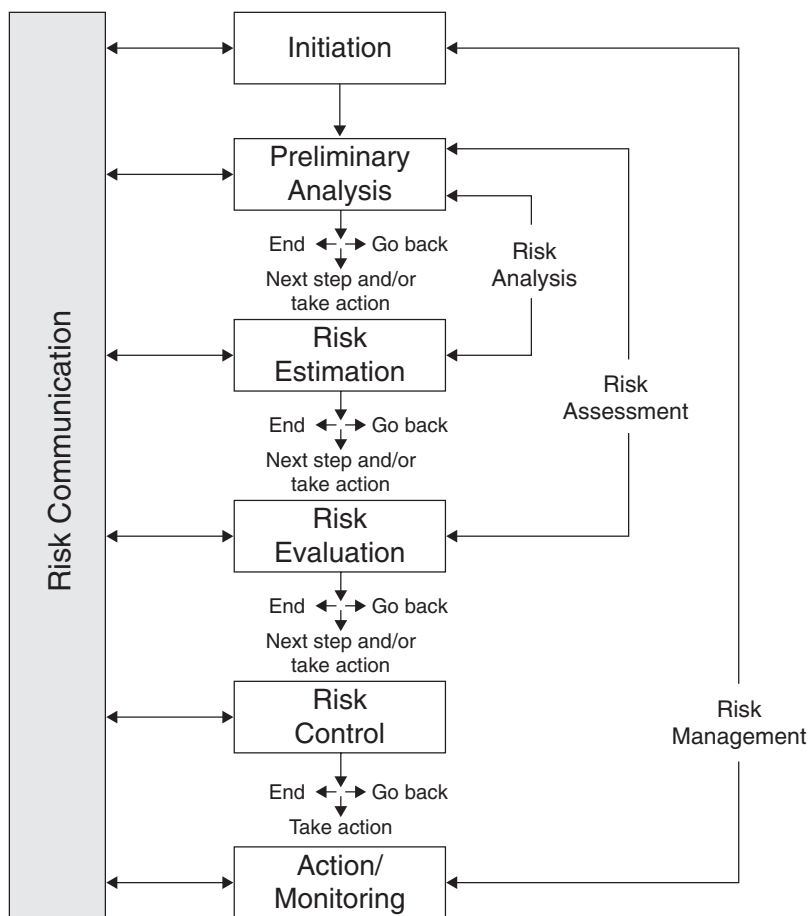 Risk Communication
Initiation
Preliminary
Analysis
End
Go back
Next step and/or
take action
Risk
Analysis
Risk
Estimation
End
Go back
Next step and/or
take action
Risk
Assessment
Risk
Evaluation
End
Go back
Next step and/or
take action
Risk
Control
Risk
Management
End
Go back
Take action
Action/
Monitoring